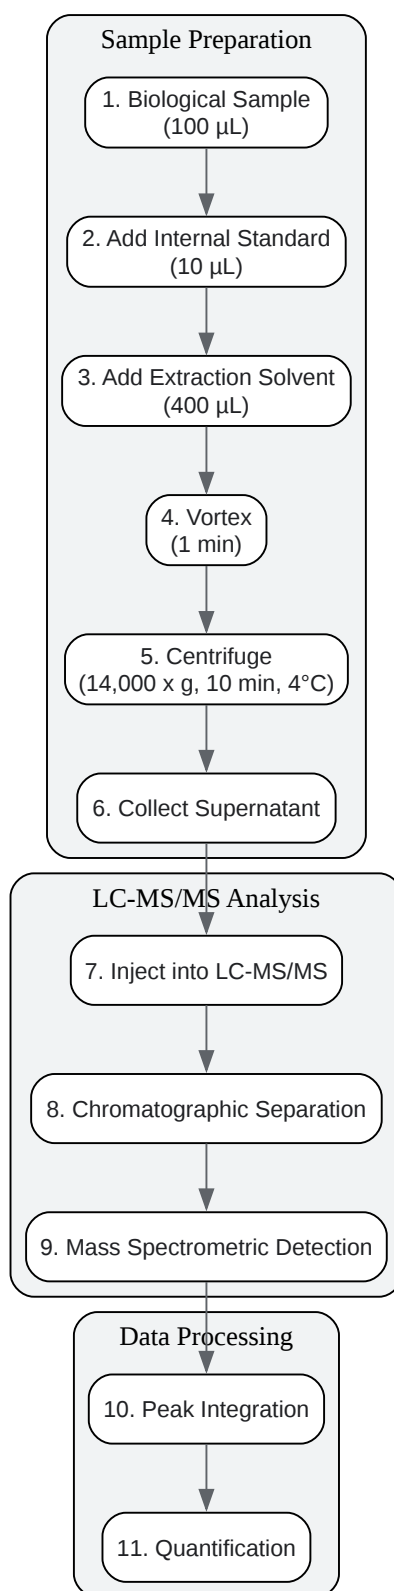 Sample Preparation
1. Biological Sample
(100 µL)
2. Add Internal Standard
(10 µL)
3. Add Extraction Solvent
(400 µL)
4. Vortex
(1 min)
5. Centrifuge
(14,000 x g, 10 min, 4°C)
6. Collect Supernatant
LC-MS/MS Analysis
7. Inject into LC-MS/MS
8. Chromatographic Separation
9. Mass Spectrometric Detection
Data Processing
10. Peak Integration
11. Quantification